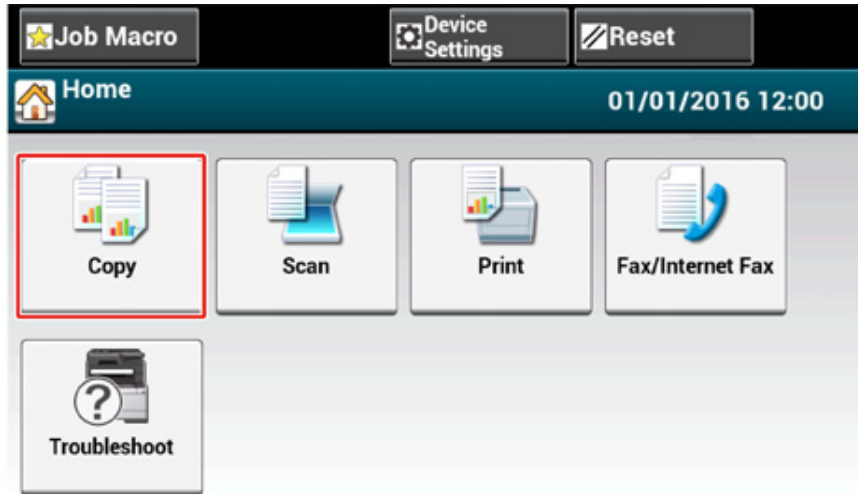 Job Macro
Device
Settings
Reset
Home
01/01/2016 12:00
Copy
Scan
Print
Fax/Internet Fax
?
Troubleshoot